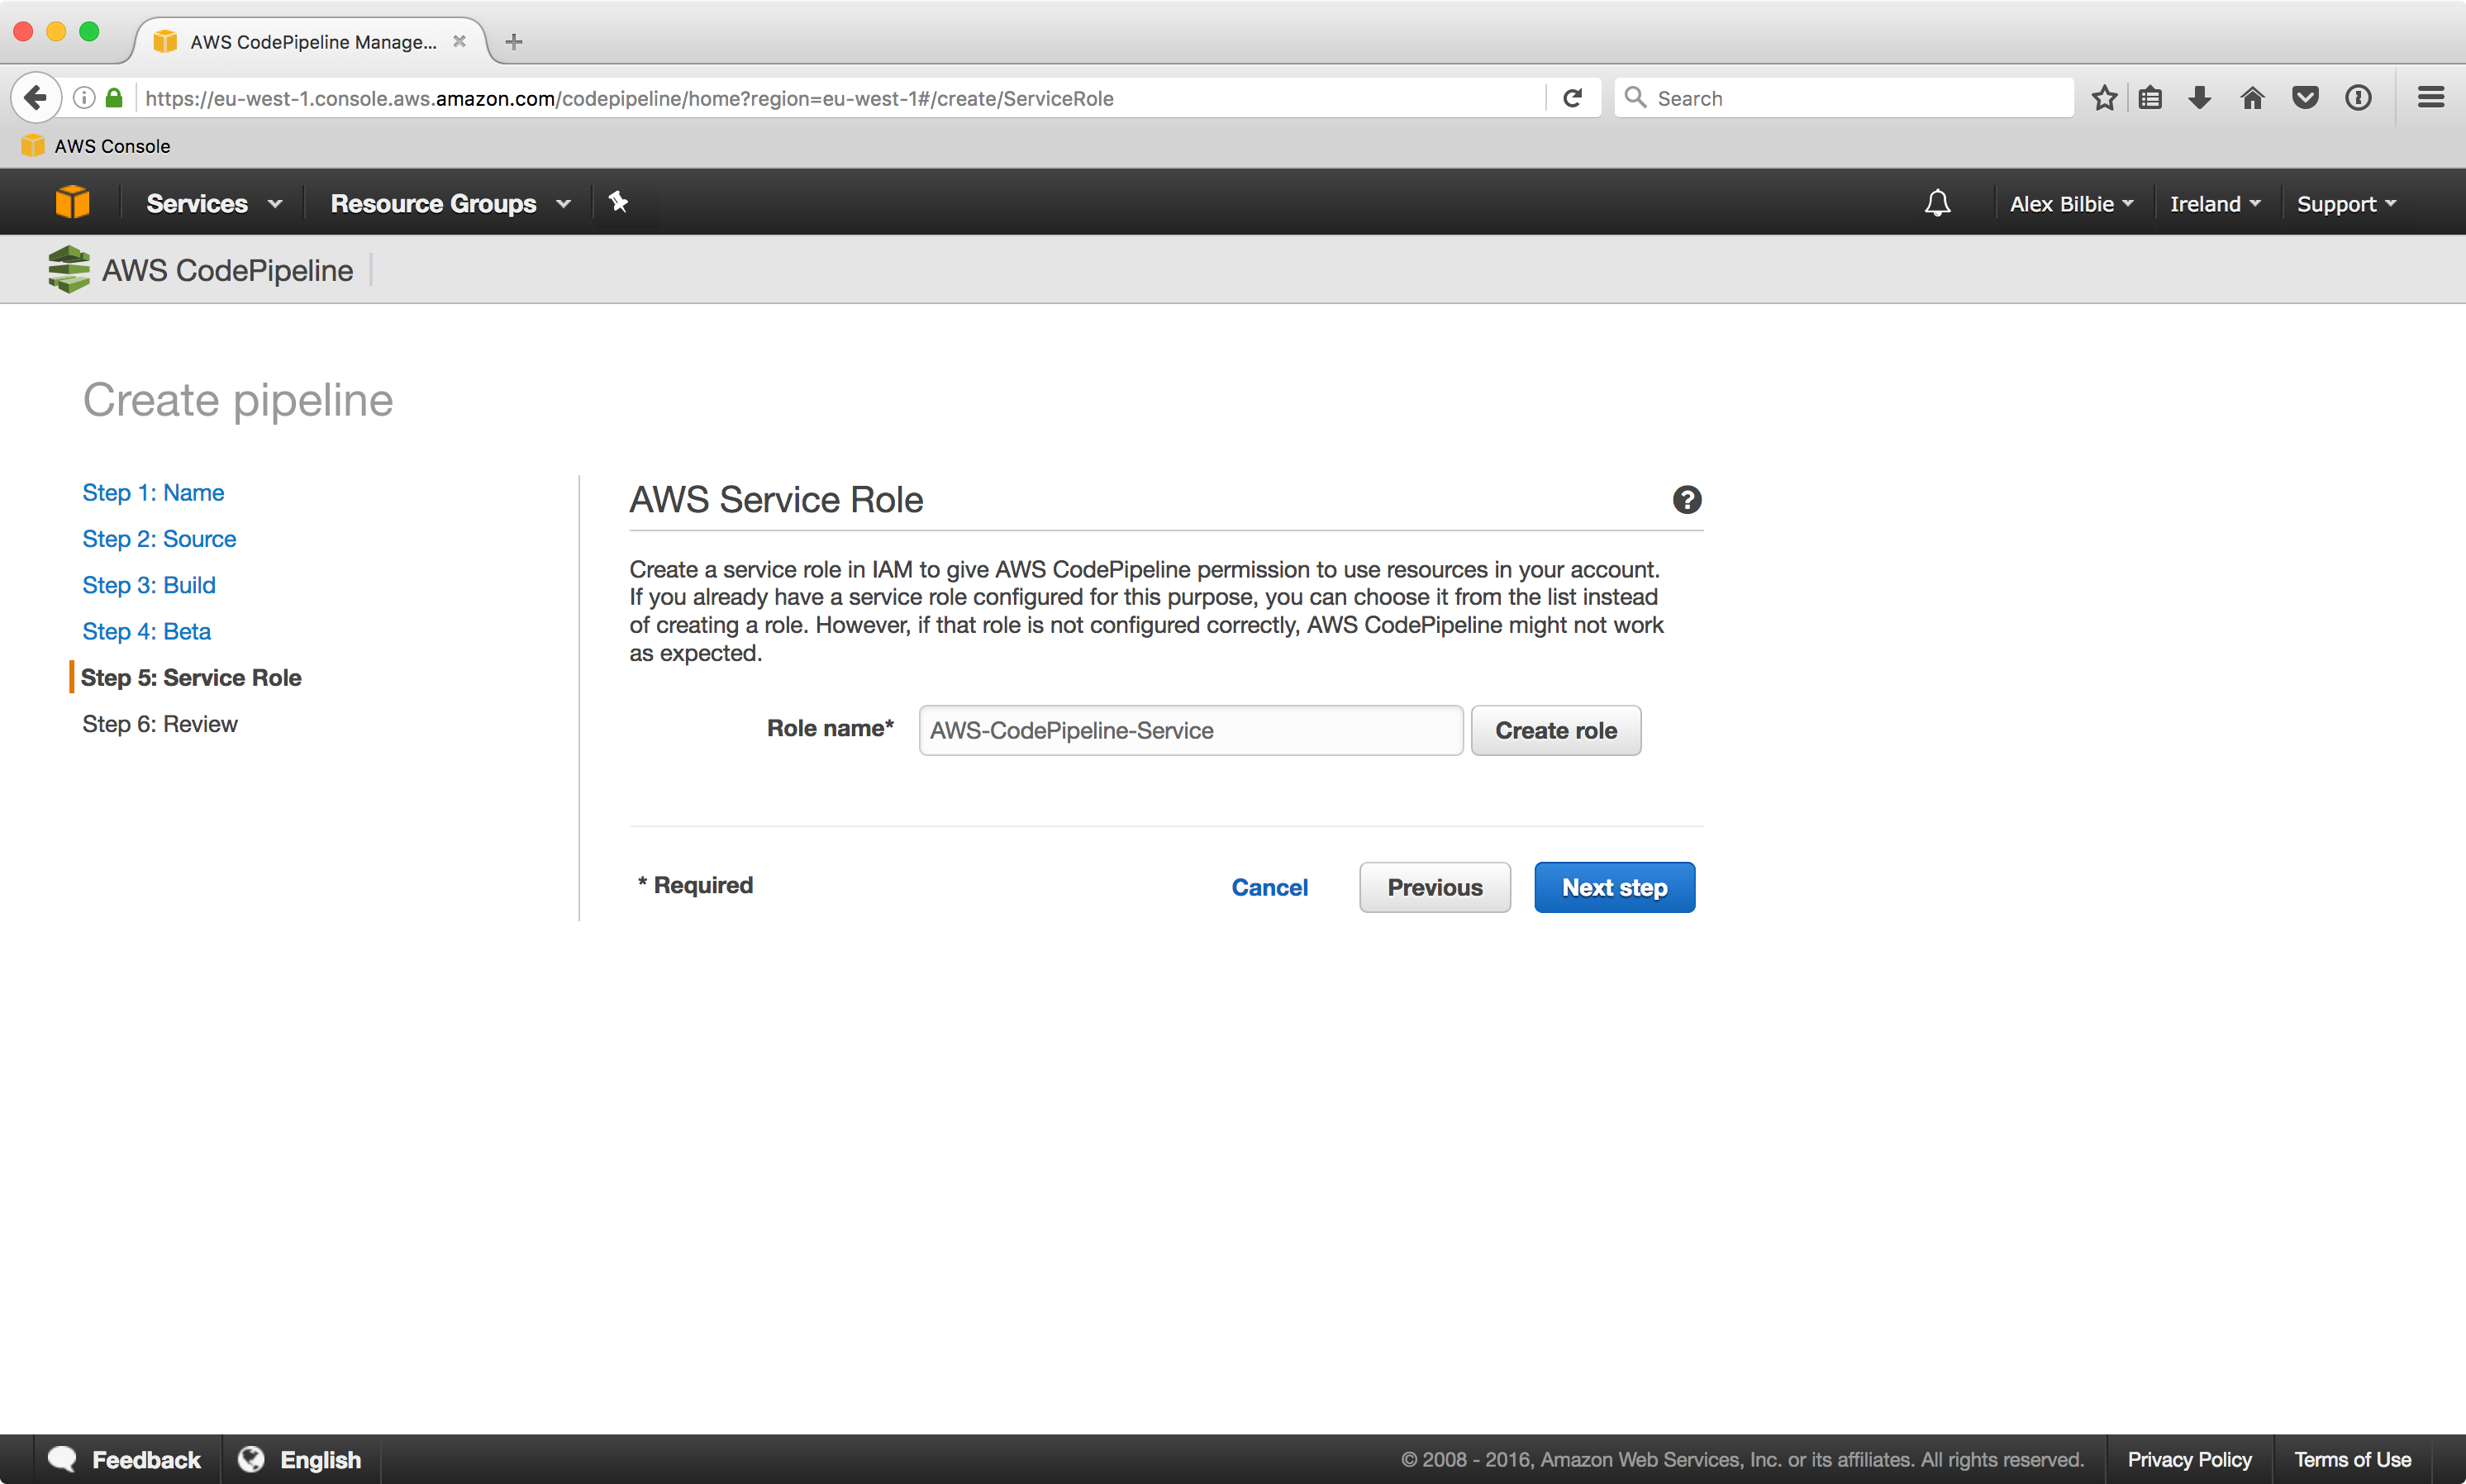 AWS CodePipeline Manage...
https://eu-west-1.console.aws.amazon.com/codepipeline/home?region=eu-west-1#/create/ServiceRole
Search
AWS Console
Services
Resource Groups
Alex Bilbie
Ireland
Support
AWS CodePipeline
Create pipeline
Step 1: Name
Step 2: Source
Step 3: Build
Step 4: Beta
Step 5: Service Role
Step 6: Review
AWS Service Role
Create a service role in IAM to give AWS CodePipeline permission to use resources in your account.
If you already have a service role configured for this purpose, you can choose it from the list instead
of creating a role. However, if that role is not configured correctly, AWS CodePipeline might not work
as expected.
Role name*
AWS-CodePipeline-Service
Create role
* Required
Cancel
Previous
Next step
Feedback
English
© 2008 - 2016, Amazon Web Services, Inc. or its affiliates. All rights reserved.
Privacy Policy
Terms of Use